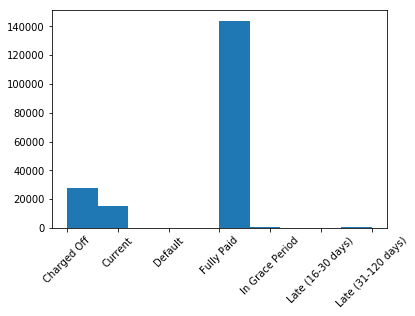 140000
120000
100000
80000
60000
40000
20000
0
Charged Off
Current
Default
Fully Paid
In Grace Period
Late (16-30 days)
Late (31-120 days)